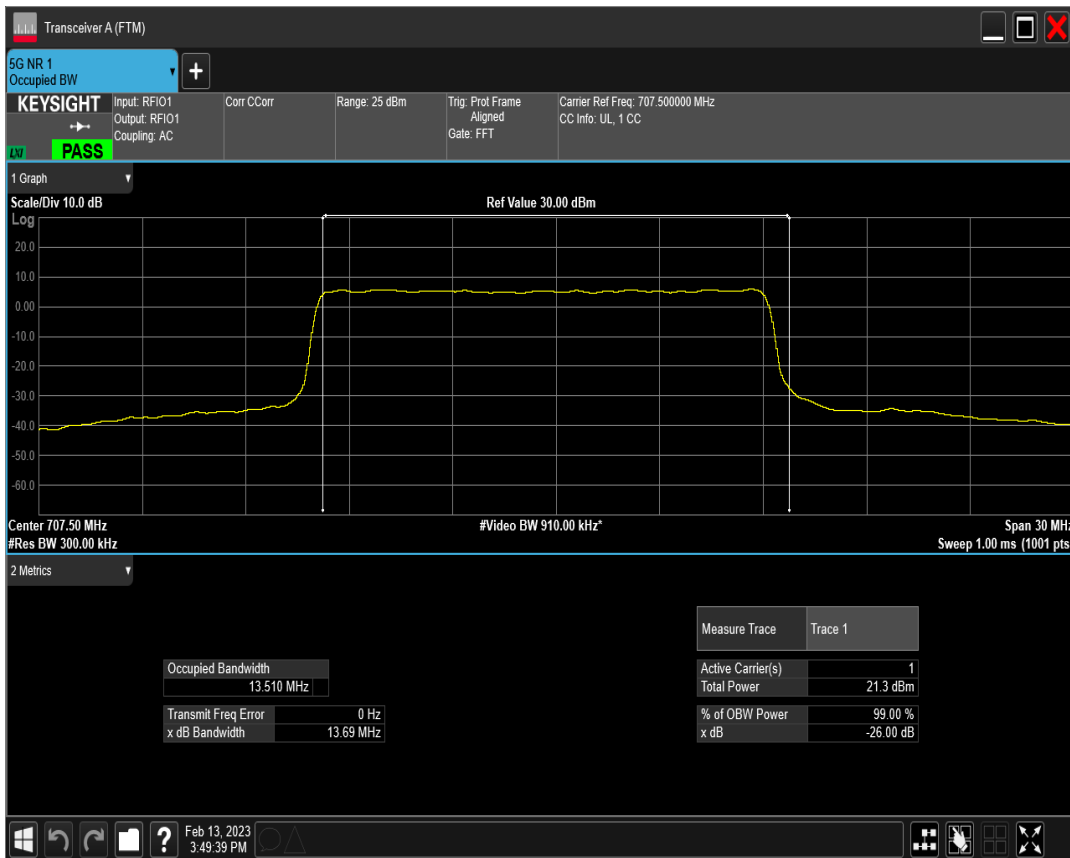 Transceiver A (FTM)
5G NR 1
Occupied BW
+
KEYSIGHT
LXI
PASS
Input: RFIO1
Output: RFIO1
Coupling: AC
Corr CCorr
Range: 25 dBm
Trig: Prot Frame
Aligned
Gate: FFT
Carrier Ref Freq: 707.500000 MHz
CC Info: UL, 1 CC
1 Graph
Scale/Div 10.0 dB
Ref Value 30.00 dBm
Log
20.0
10.0
0.00
-10.0
-20.0
-30.0
-40.0
-50.0
-60.0
Center 707.50 MHz
#Video BW 910.00 kHz*
Span 30 MHz
#Res BW 300.00 kHz
Sweep 1.00 ms (1001 pts
2 Metrics
Measure Trace Trace 1
Occupied Bandwidth
13.510 MHz
Active Carrier(s) 1
Total Power 21.3 dBm
Transmit Freq Error 0 Hz
x dB Bandwidth 13.69 MHz
% of OBW Power 99.00 %
x dB -26.00 dB
?
Feb 13, 2023
3:49:39 PM